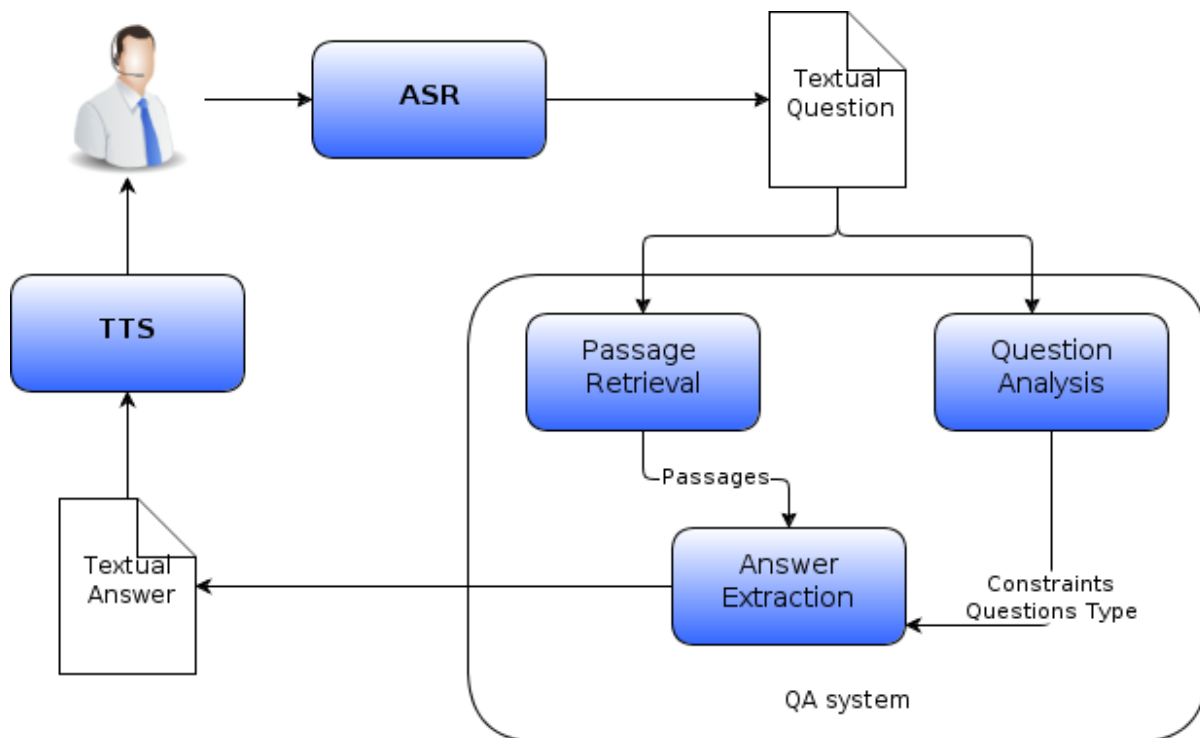 ASR
Textual
Question
TTS
Passage
Retrieval
Question
Analysis
Passages
Textual
Answer
Answer
Extraction
Constraints
Questions Type
QA system